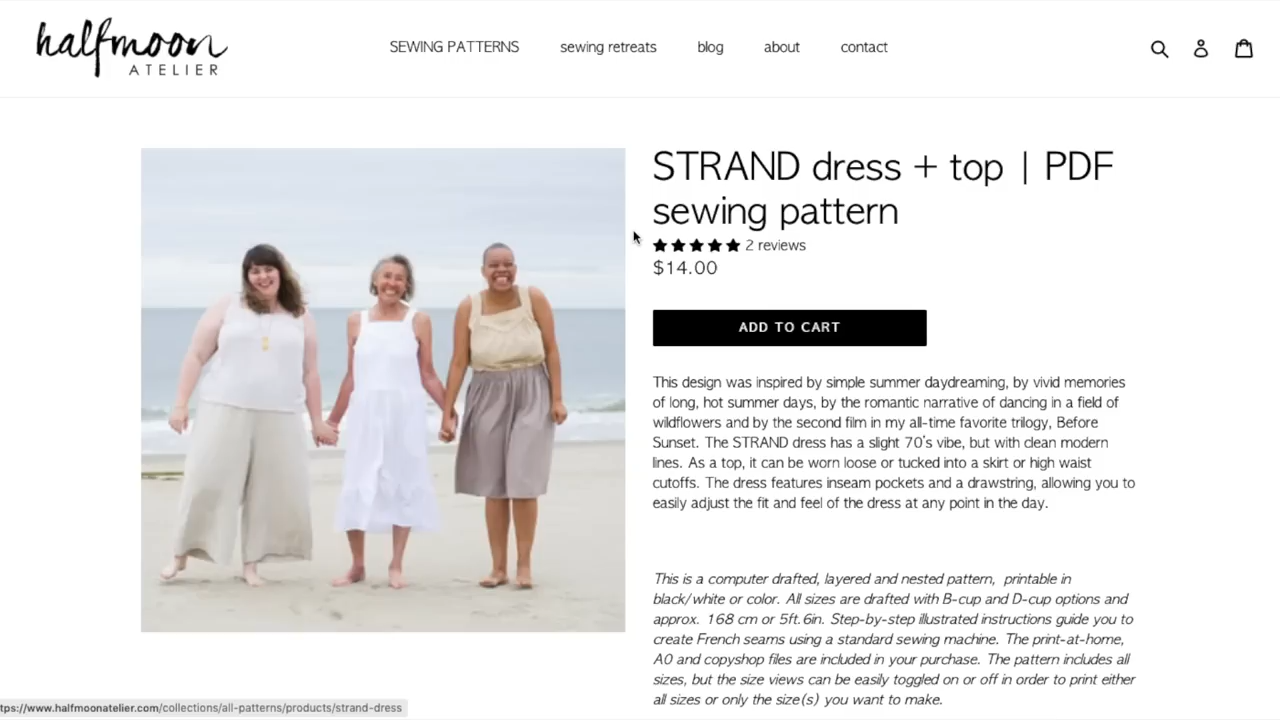 halfmoon
ATELIER
SEWING PATTERNS
sewing retreats
blog
about
contact
STRAND dress + top | PDF
sewing pattern
2 reviews
$14.00
ADD TO CART
This design was inspired by simple summer daydreaming, by vivid memories
of long, hot summer days, by the romantic narrative of dancing in a field of
wildflowers and by the second film in my all-time favorite trilogy, Before
Sunset. The STRAND dress has a slight 70's vibe, but with clean modern
lines. As a top, it can be worn loose or tucked into a skirt or high waist
cutoffs. The dress features inseam pockets and a drawstring, allowing you to
easily adjust the fit and feel of the dress at any point in the day.
This is a computer drafted, layered and nested pattern, printable in
black/white or color. All sizes are drafted with B-cup and D-cup options and
approx. 168 cm or 5ft.6in. Step-by-step illustrated instructions guide you to
create French seams using a standard sewing machine. The print-at-home,
A0 and copyshop files are included in your purchase. The pattern includes all
sizes, but the size views can be easily toggled on or off in order to print either
all sizes or only the size(s) you want to make.
tps://www.halfmoonatelier.com/collections/all-patterns/products/strand-dress